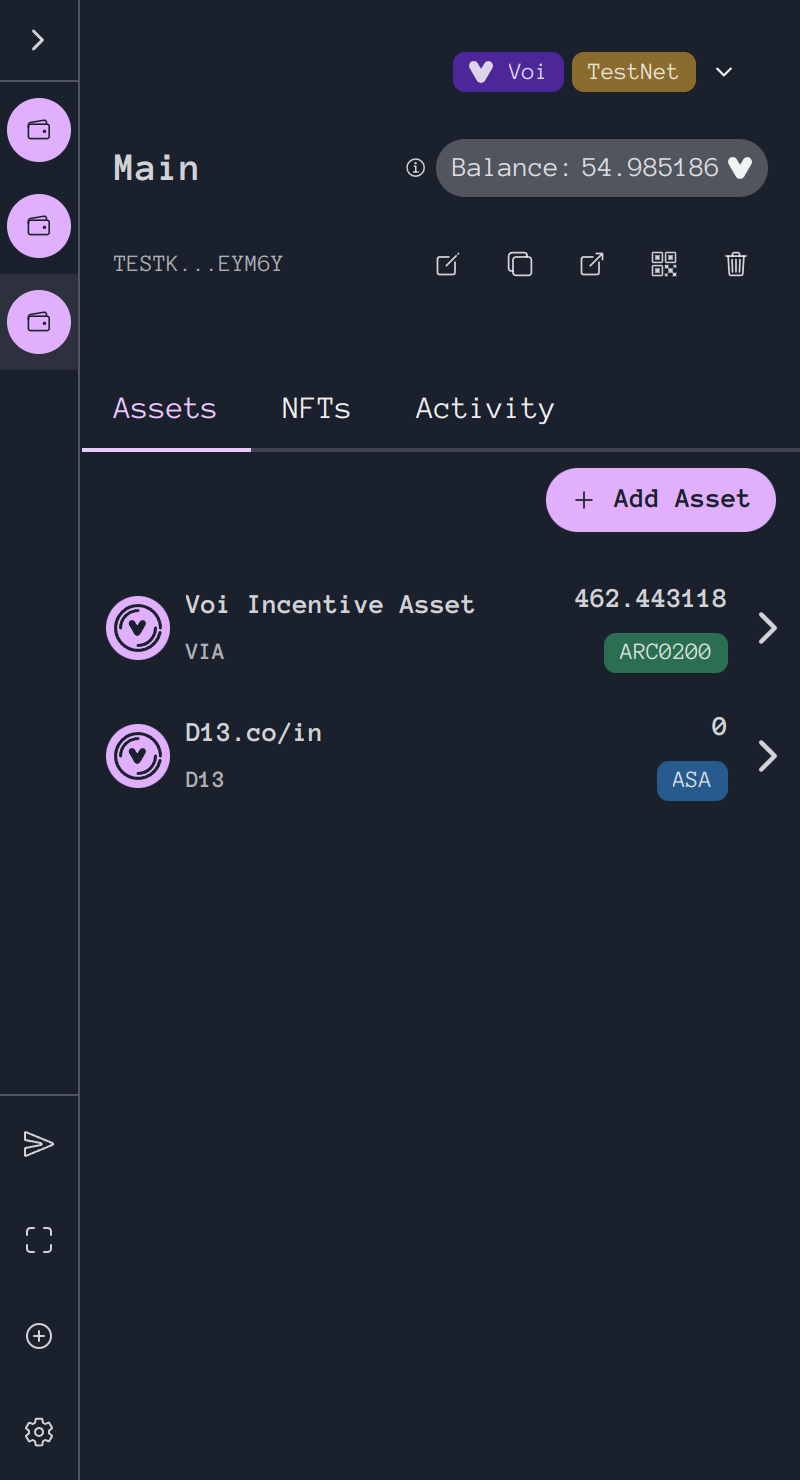 Voi TestNet
Main
Balance: 54.985186
TESTK...EYM6Y
Assets NFTs Activity
+ Add Asset
Voi Incentive Asset 462.443118
VIA ARC0200
D13.co/in 0
D13 ASA